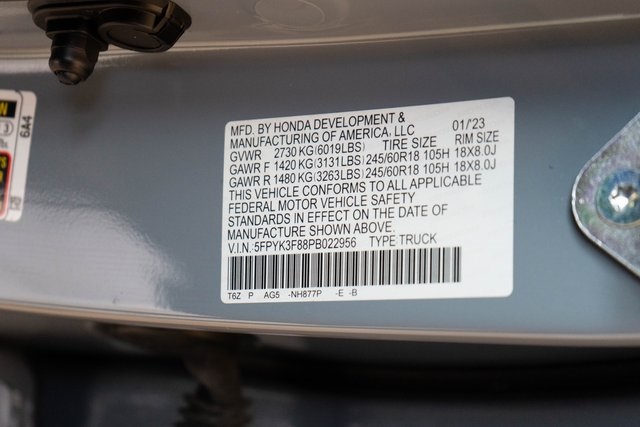 MFD. BY HONDA DEVELOPMENT &
MANUFACTURING OF AMERICA, LLC 01/'23
GVWR 2730 KG (6019LBS) TIRE SIZE RIM SIZE
GAWR F 1420 KG (3131LBS) 245/60R18 105H 18X8.0J
GAWR R 1480 KG (3263LBS) 245/60R18 105H 18X8.0J
THIS VEHICLE CONFORMS TO ALL APPLICABLE
FEDERAL MOTOR VEHICLE SAFETY
STANDARDS IN EFFECT ON THE DATE OF
MANUFACTURE SHOWN ABOVE.
V.I.N. 5FPYK3F88PB022956 TYPE TRUCK
T6Z P AG5 -NH877P -E -B
6A4